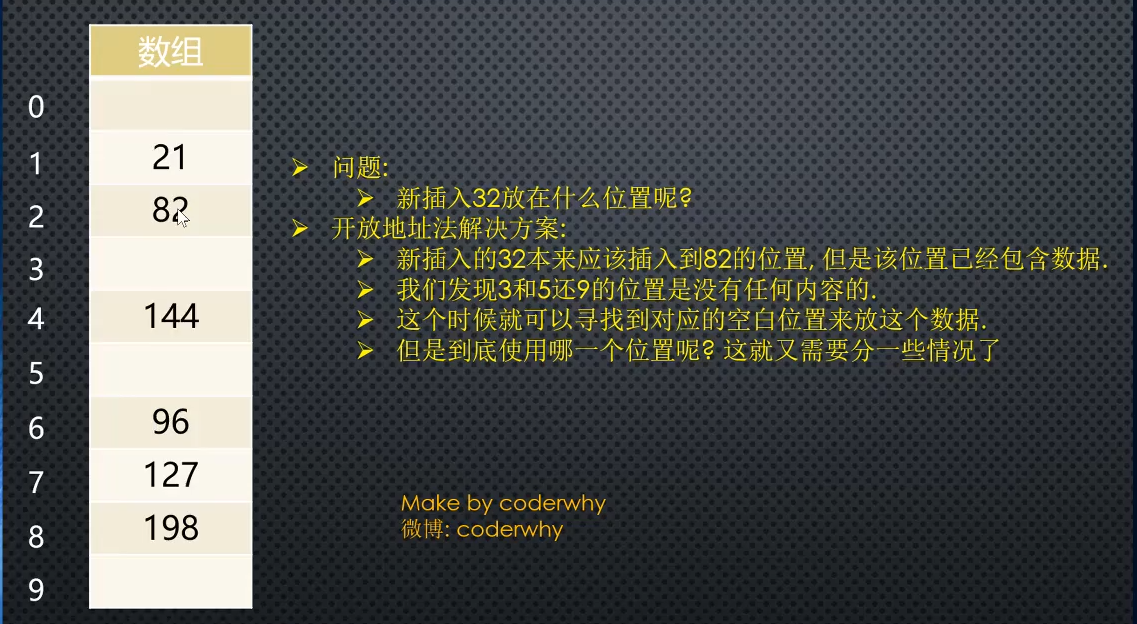 数组
0
1 21
2 82
3
4 144
5
6 96
7 127
8 198
9
问题:
新插入32放在什么位置呢?
开放地址法解决方案:
新插入的32本来应该插入到82的位置, 但是该位置已经包含数据.
我们发现3和5还9的位置是没有任何内容的.
这个时候就可以寻找到对应的空白位置来放这个数据.
但是到底使用哪一个位置呢? 这就又需要分一些情况了
Make by coderwhy
微博: coderwhy